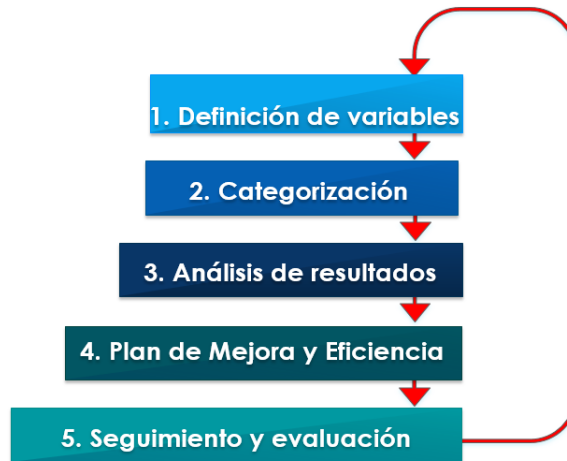 1. Definición de variables
2. Categorización
3. Análisis de resultados
4. Plan de Mejora y Eficiencia
5. Seguimiento y evaluación